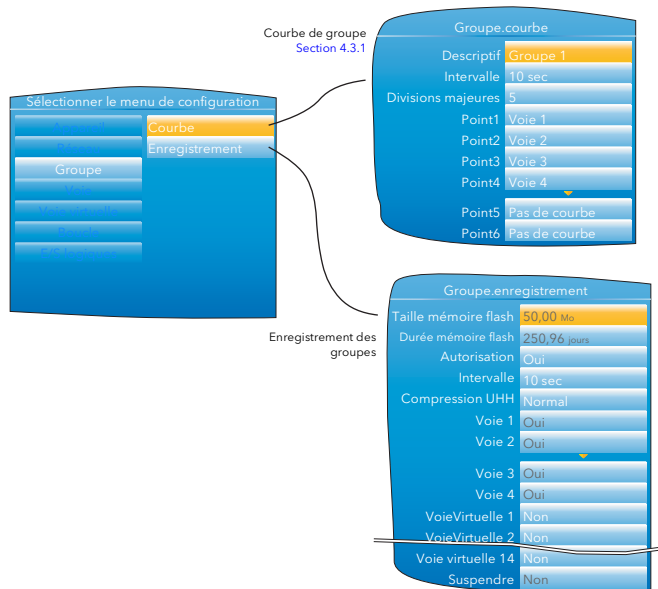 Courbe de groupe
Section 4.3.1
Groupe.courbe
Descriptif Groupe 1
Intervalle 10 sec
Divisions majeures 5
Point1 Voie 1
Point2 Voie 2
Point3 Voie 3
Point4 Voie 4
Point5 Pas de courbe
Point6 Pas de courbe
Sélectionner le menu de configuration
Courbe
Enregistrement
Groupe
Voie
Voie virtuelle
Boucle
E/S logiques
Enregistrement des
groupes
Groupe.enregistrement
Taille mémoire flash 50,00 Mo
Durée mémoire flash 250,96 jours
Autorisation Oui
Intervalle 10 sec
Compression UHH Normal
Voie 1 Oui
Voie 2 Oui
Voie 3 Oui
Voie 4 Oui
VoieVirtuelle 1 Non
VoieVirtuelle 2 Non
Voie virtuelle 14 Non
Suspendre Non